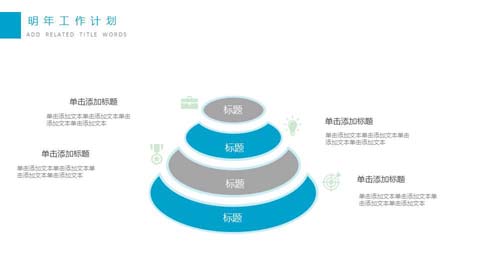 明年工作计划
ADD RELATED TITLE WORDS
单击添加标题
单击添加文本单击添加文本单击
添加文本单击添加文本
标题
单击添加标题
单击添加文本单击添加文本单击
添加文本单击添加文本
标题
单击添加标题
单击添加文本单击添加文本单
击添加文本单击添加文本
标题
单击添加标题
单击添加文本单击添加文本单
击添加文本单击添加文本
标题